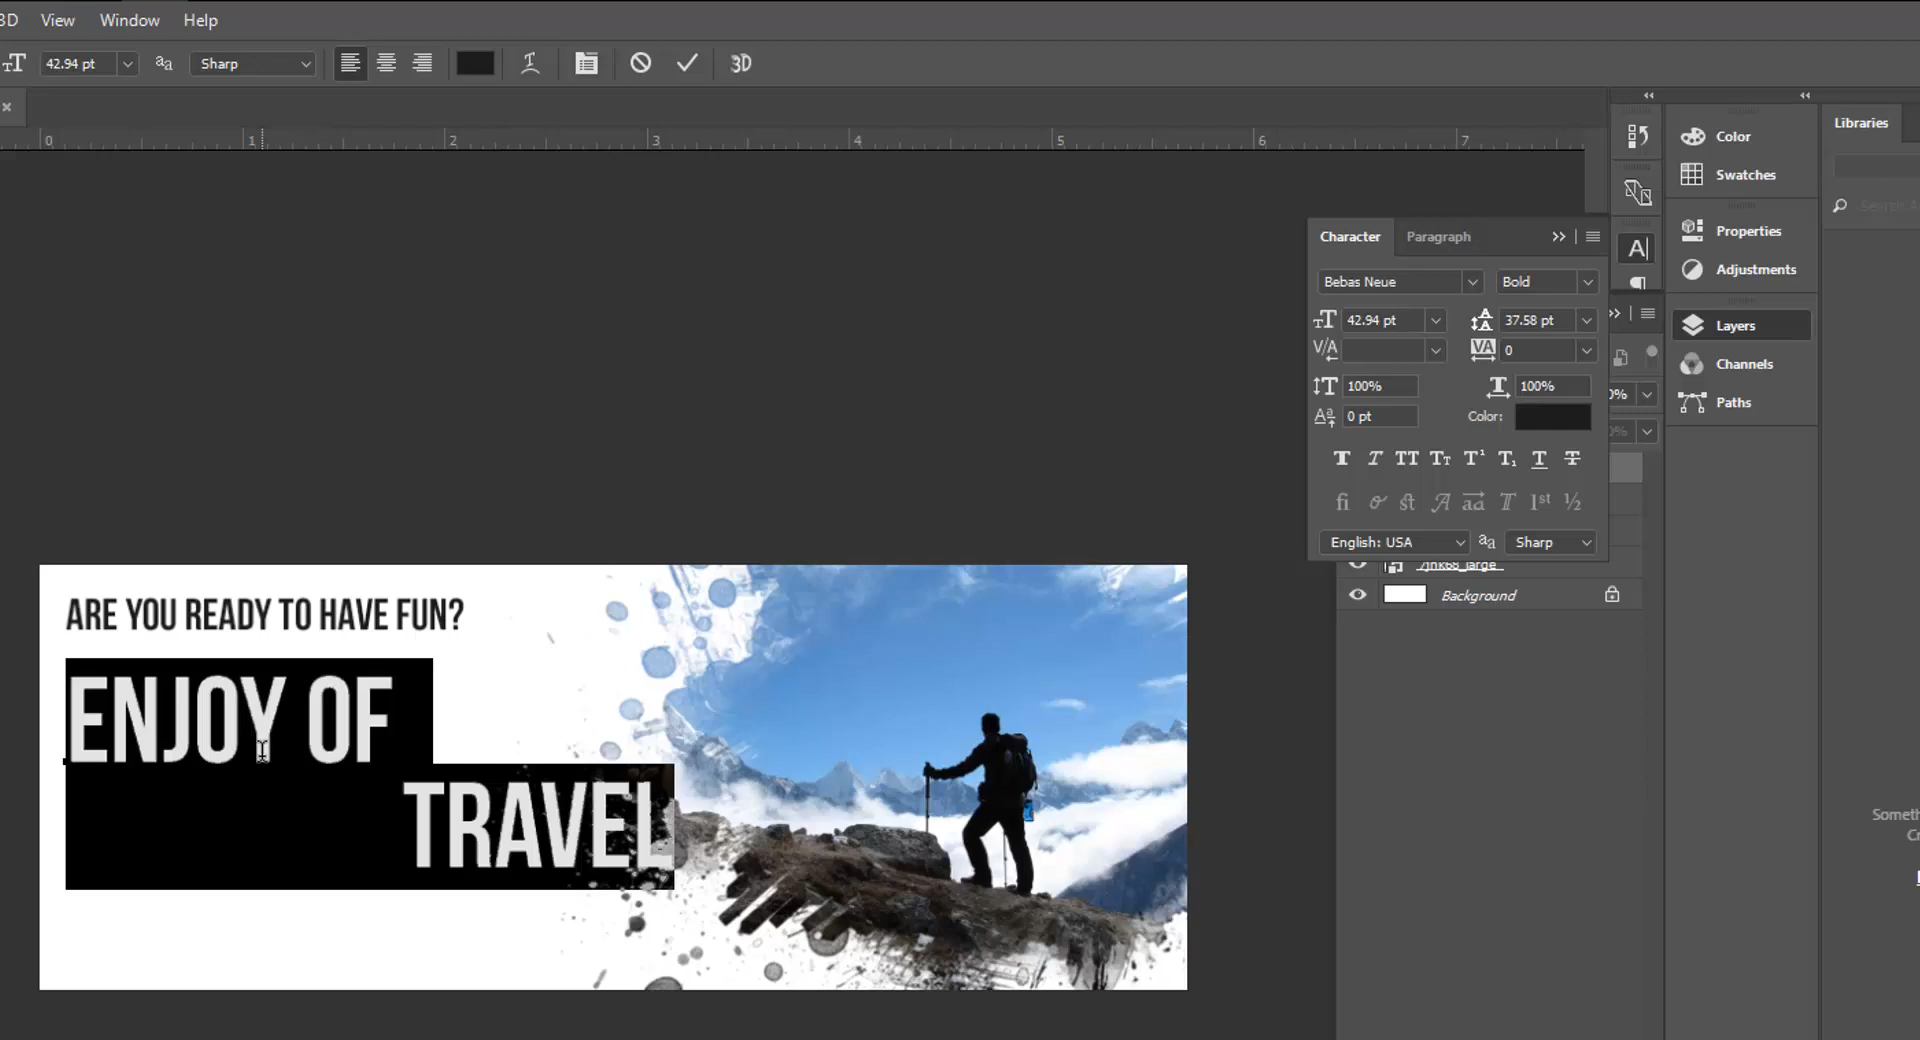 3D View Window Help
42.94 pt Sharp 3D
0 1 2 3 4 5 6 7
Libraries
Color
Swatches
Properties
Adjustments
Layers
Channels
Paths
Character Paragraph
Bebas Neue Bold
42.94 pt 37.58 pt
0
100% 100%
0 pt Color:
English: USA Sharp
Background
ARE YOU READY TO HAVE FUN?
ENJOY OF
TRAVEL